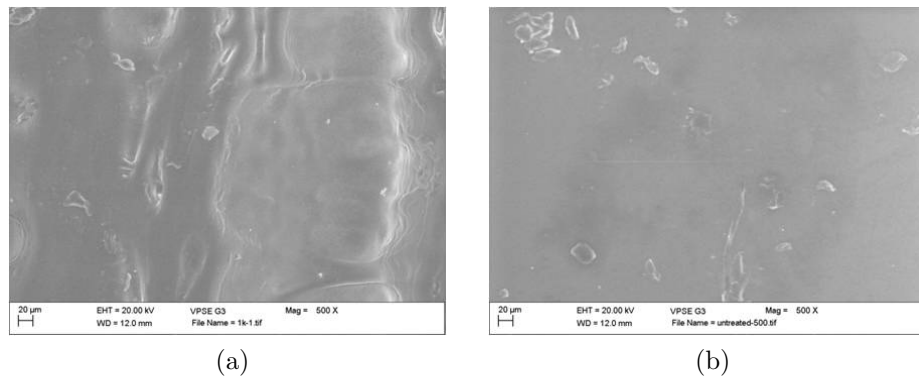 20 µm EHT = 20.00 kV VPSE G3 Mag = 500 X
WD = 12.0 mm File Name = 1k-1.tif
20 µm EHT = 20.00 kV VPSE G3 Mag = 500 X
WD = 12.0 mm File Name = untreated-500.tif
(a) (b)